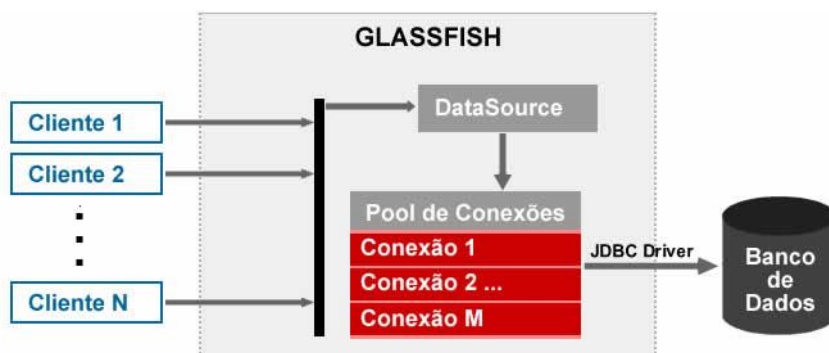 GLASSFISH
Cliente 1
Cliente 2
Cliente N
DataSource
Pool de Conexões
Conexão 1
Conexão 2 ...
Conexão M
JDBC Driver
Banco
de
Dados